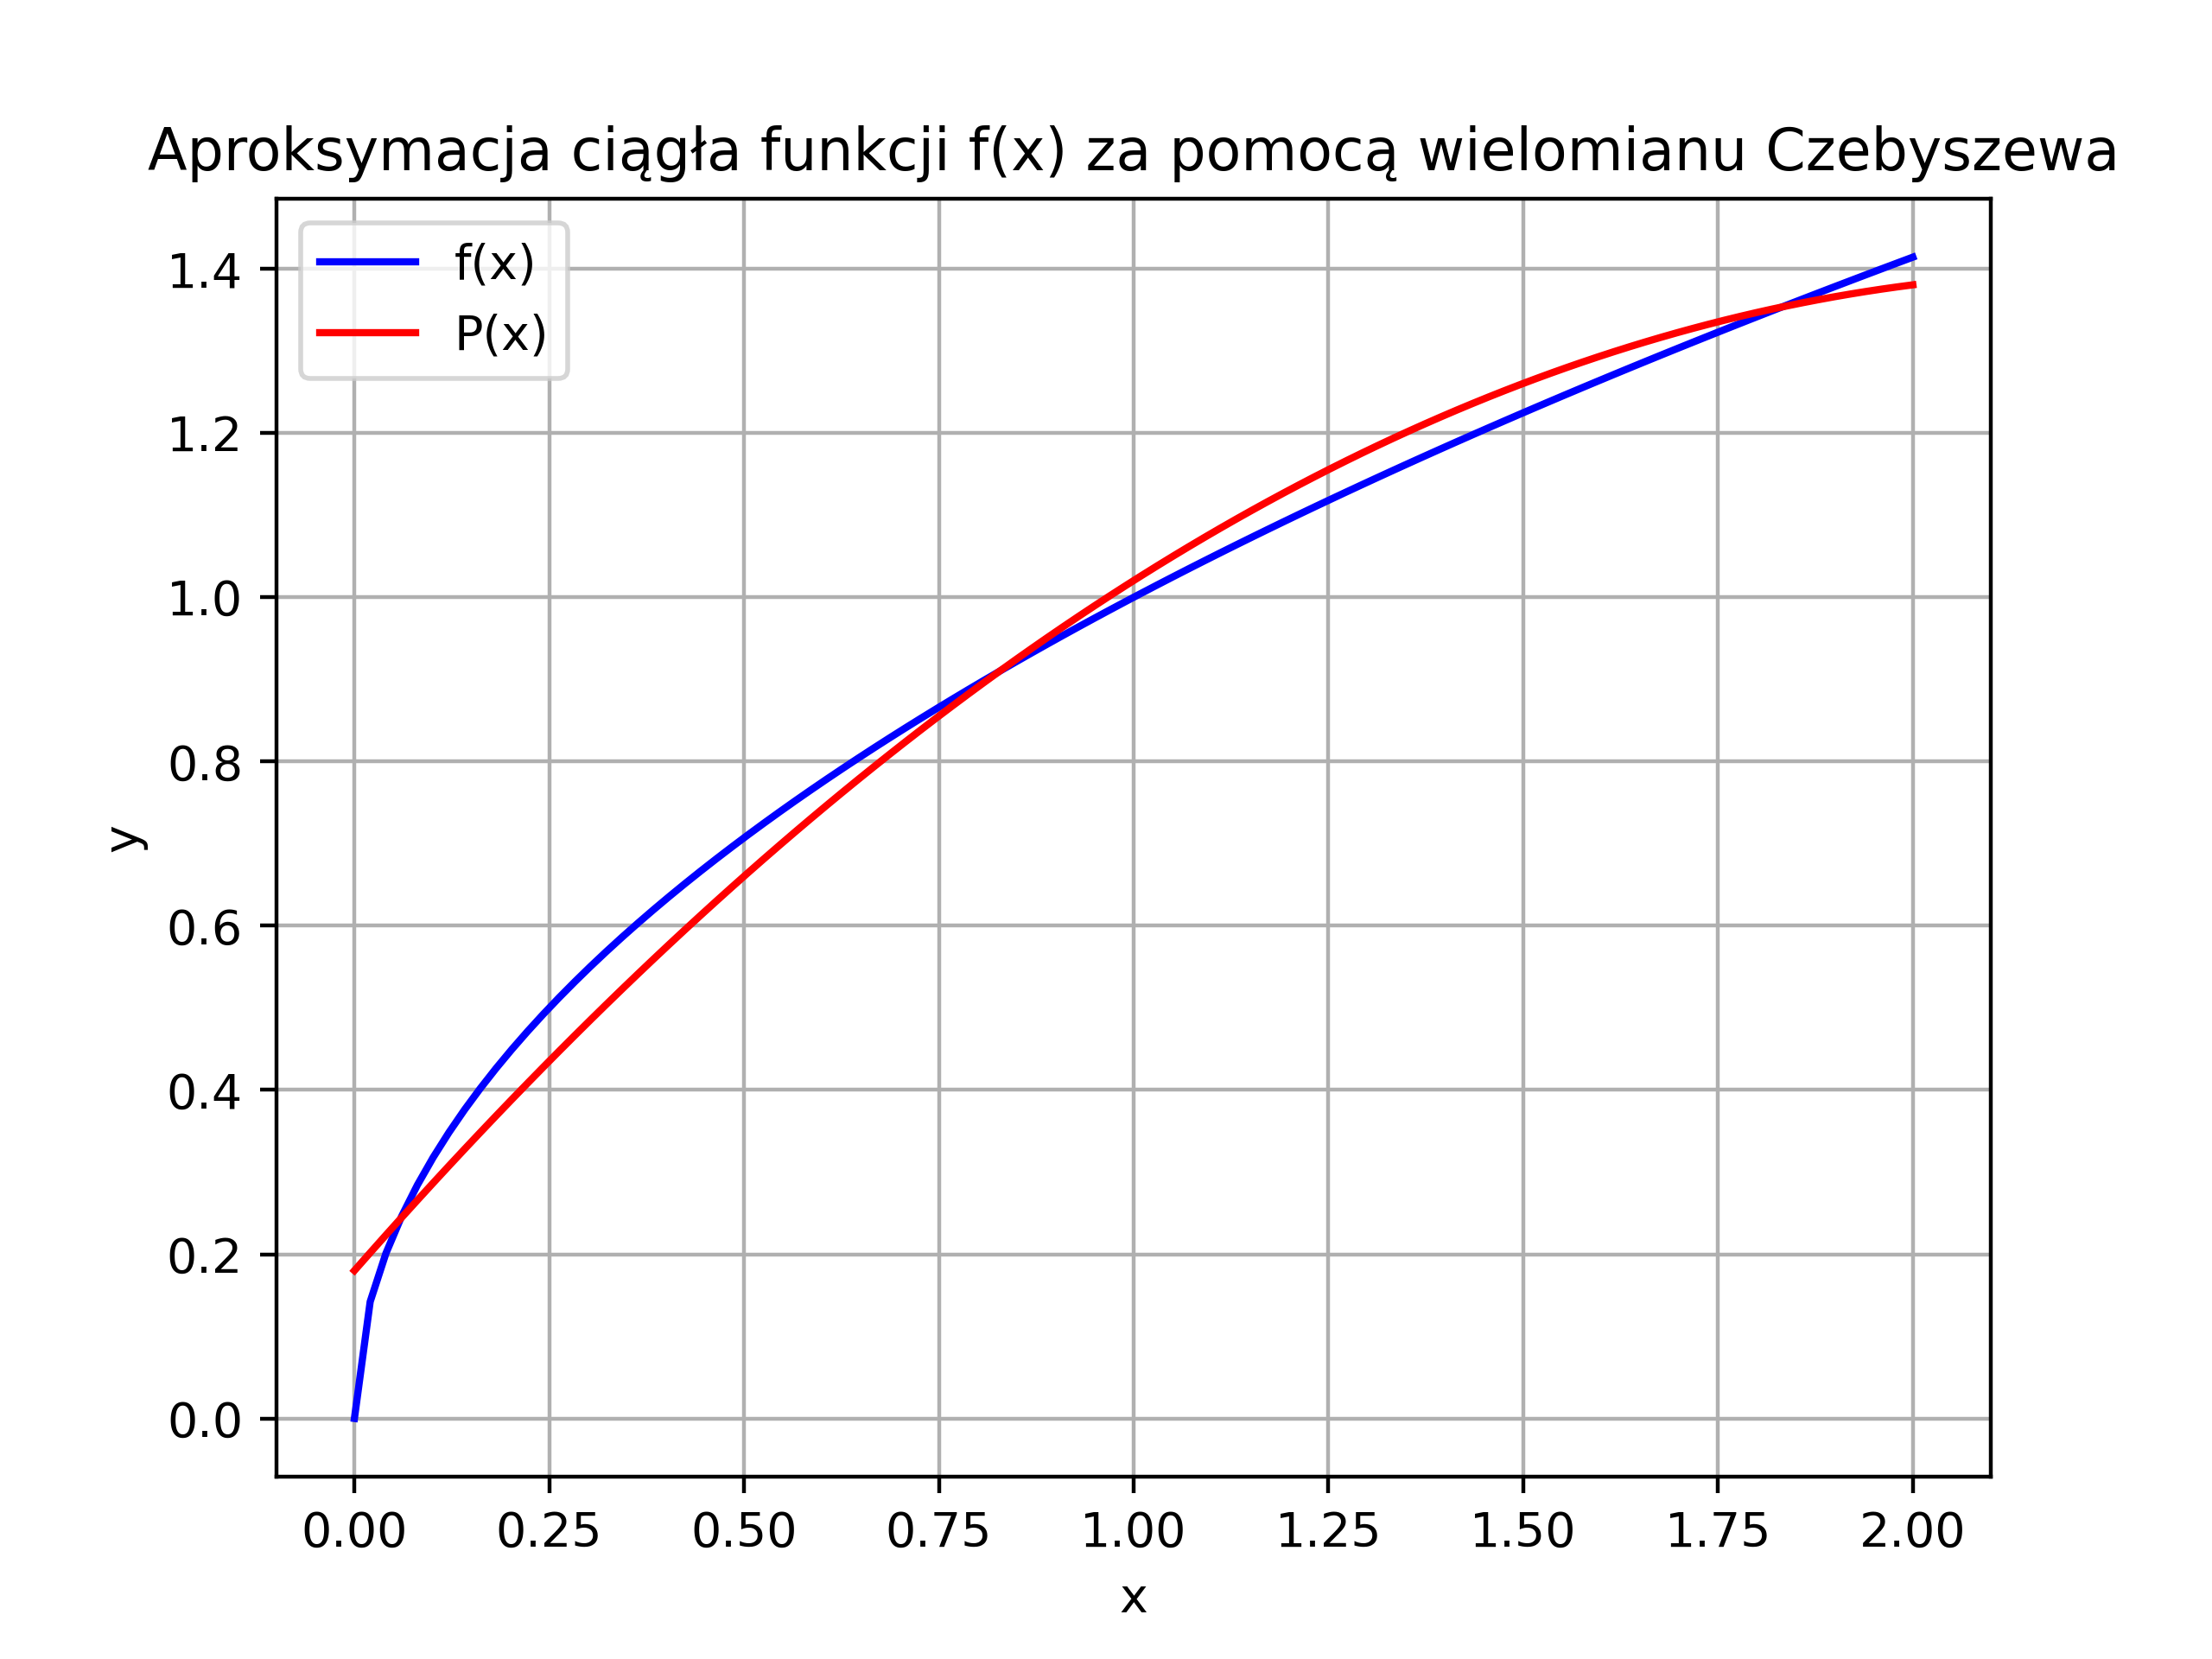 Aproksymacja ciągła funkcji f(x) za pomocą wielomianu Czebyszewa
f(x)
P(x)
1.4
1.2
1.0
0.8
0.6
0.4
0.2
0.0
y
0.00 0.25 0.50 0.75 1.00 1.25 1.50 1.75 2.00
x